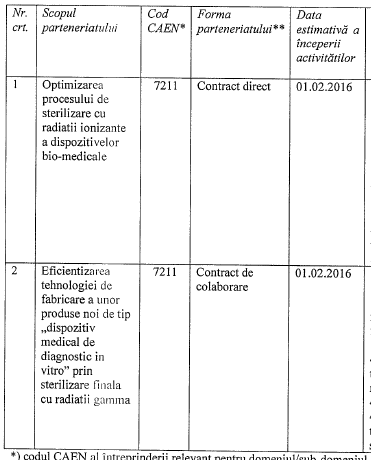 Nr. crt. Scopul parteneriatului Cod CAEN* Forma parteneriatului** Data estimativă a începerii activităților
1 Optimizarea procesului de sterilizare cu radiatii ionizante a dispozitivelor bio-medicale 7211 Contract direct 01.02.2016
2 Eficientizarea tehnologiei de fabricare a unor produse noi de tip „dispozitiv medical de diagnostic in vitro” prin sterilizare finala cu radiatii gamma 7211 Contract de colaborare 01.02.2016
*) codul CAEN al intreprinderii relevant pentru domeniul/sub-domeniul